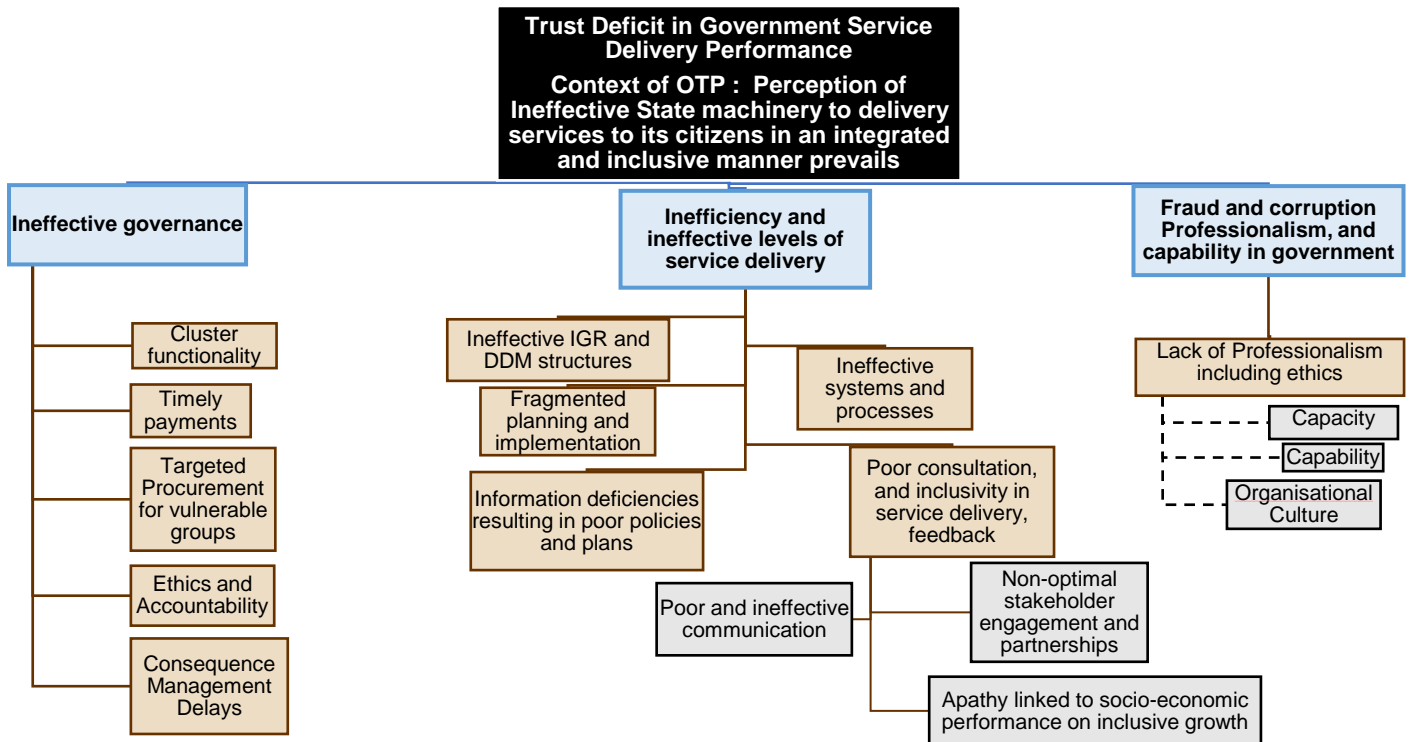 Trust Deficit in Government Service
Delivery Performance
Context of OTP : Perception of
Ineffective State machinery to delivery
services to its citizens in an integrated
and inclusive manner prevails
Ineffective governance
Cluster
functionality
Timely
payments
Targeted
Procurement
for vulnerable
groups
Ethics and
Accountability
Consequence
Management
Delays
Inefficiency and
ineffective levels of
service delivery
Ineffective IGR and
DDM structures
Ineffective
systems and
processes
Fragmented
planning and
implementation
Information deficiencies
resulting in poor policies
and plans
Poor consultation,
and inclusivity in
service delivery,
feedback
Poor and ineffective
communication
Non-optimal
stakeholder
engagement and
partnerships
Apathy linked to socio-economic
performance on inclusive growth
Fraud and corruption
Professionalism, and
capability in government
Lack of Professionalism
including ethics
Capacity
Capability
Organisational
Culture